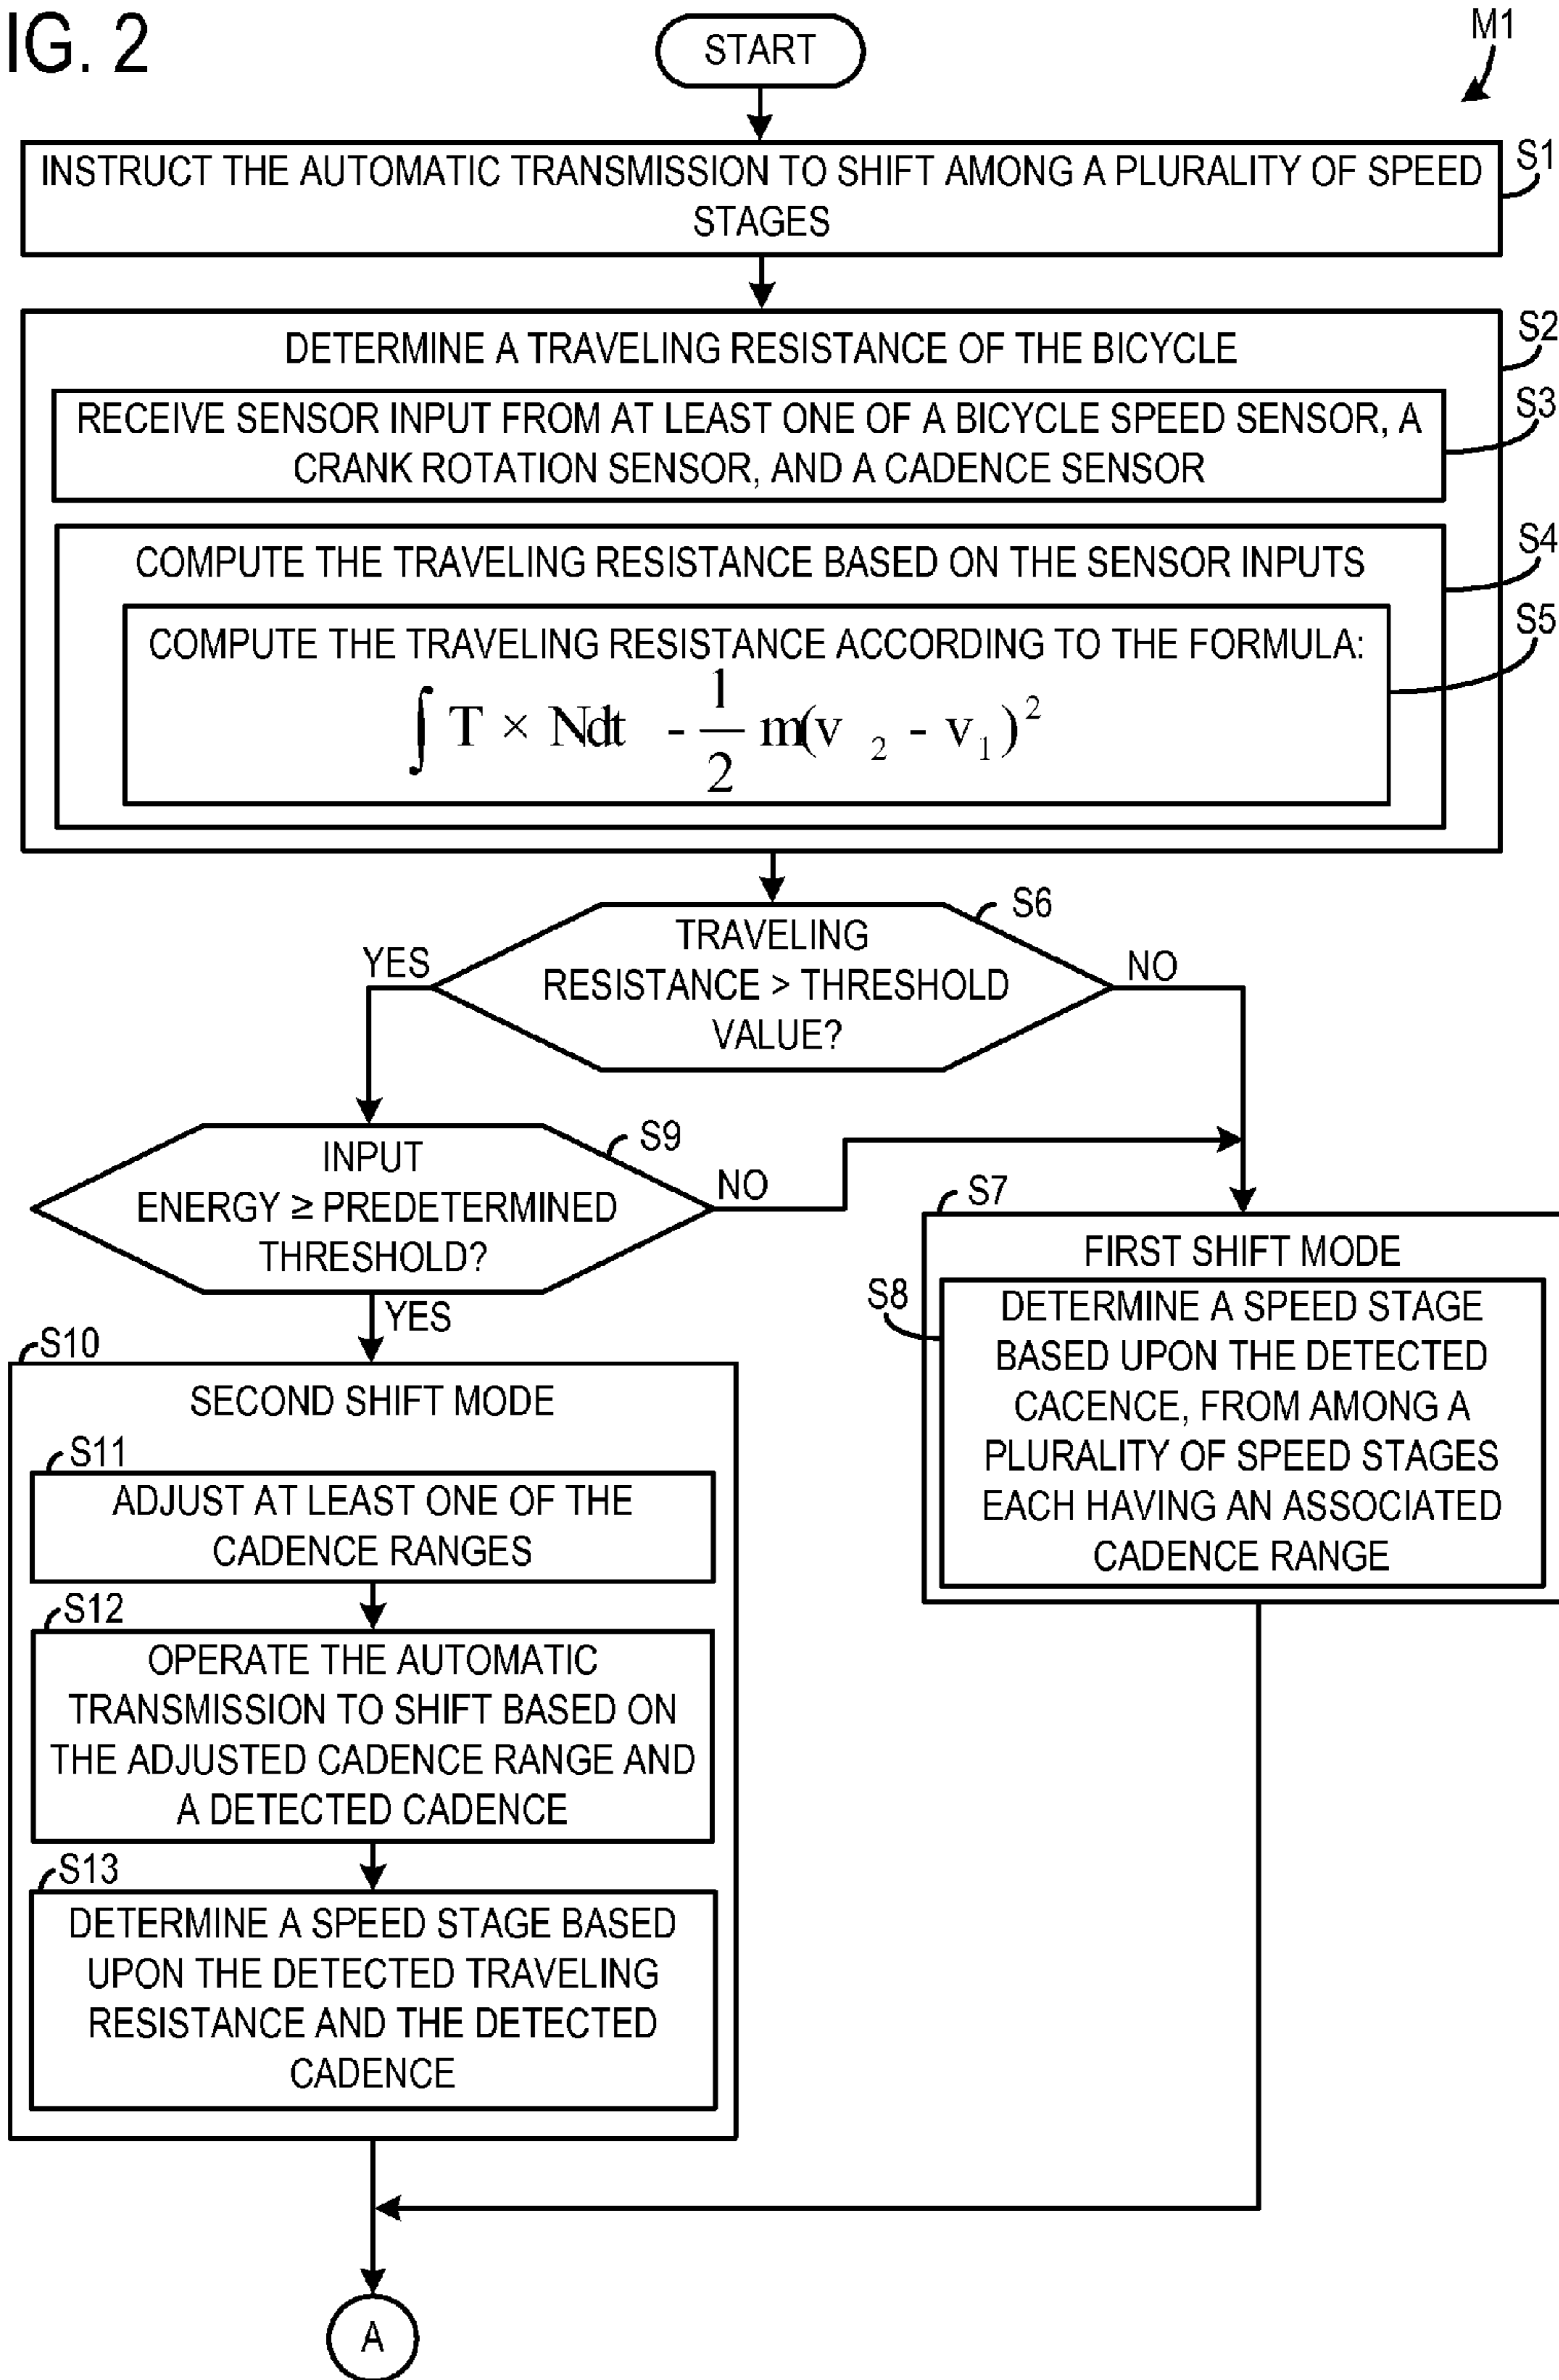 IG. 2
START
M1
INSTRUCT THE AUTOMATIC TRANSMISSION TO SHIFT AMONG A PLURALITY OF SPEED
STAGES
S1
DETERMINE A TRAVELING RESISTANCE OF THE BICYCLE
S2
RECEIVE SENSOR INPUT FROM AT LEAST ONE OF A BICYCLE SPEED SENSOR, A
CRANK ROTATION SENSOR, AND A CADENCE SENSOR
S3
COMPUTE THE TRAVELING RESISTANCE BASED ON THE SENSOR INPUTS
S4
COMPUTE THE TRAVELING RESISTANCE ACCORDING TO THE FORMULA:
S5
∫ T × Ndt - 1/2 m(v 2 - v1)2
TRAVELING
RESISTANCE > THRESHOLD
VALUE?
S6
YES
NO
INPUT
ENERGY ≥ PREDETERMINED
THRESHOLD?
S9
NO
YES
S7
FIRST SHIFT MODE
S8
DETERMINE A SPEED STAGE
BASED UPON THE DETECTED
CACENCE, FROM AMONG A
PLURALITY OF SPEED STAGES
EACH HAVING AN ASSOCIATED
CADENCE RANGE
S10
SECOND SHIFT MODE
S11
ADJUST AT LEAST ONE OF THE
CADENCE RANGES
S12
OPERATE THE AUTOMATIC
TRANSMISSION TO SHIFT BASED ON
THE ADJUSTED CADENCE RANGE AND
A DETECTED CADENCE
S13
DETERMINE A SPEED STAGE BASED
UPON THE DETECTED TRAVELING
RESISTANCE AND THE DETECTED
CADENCE
A